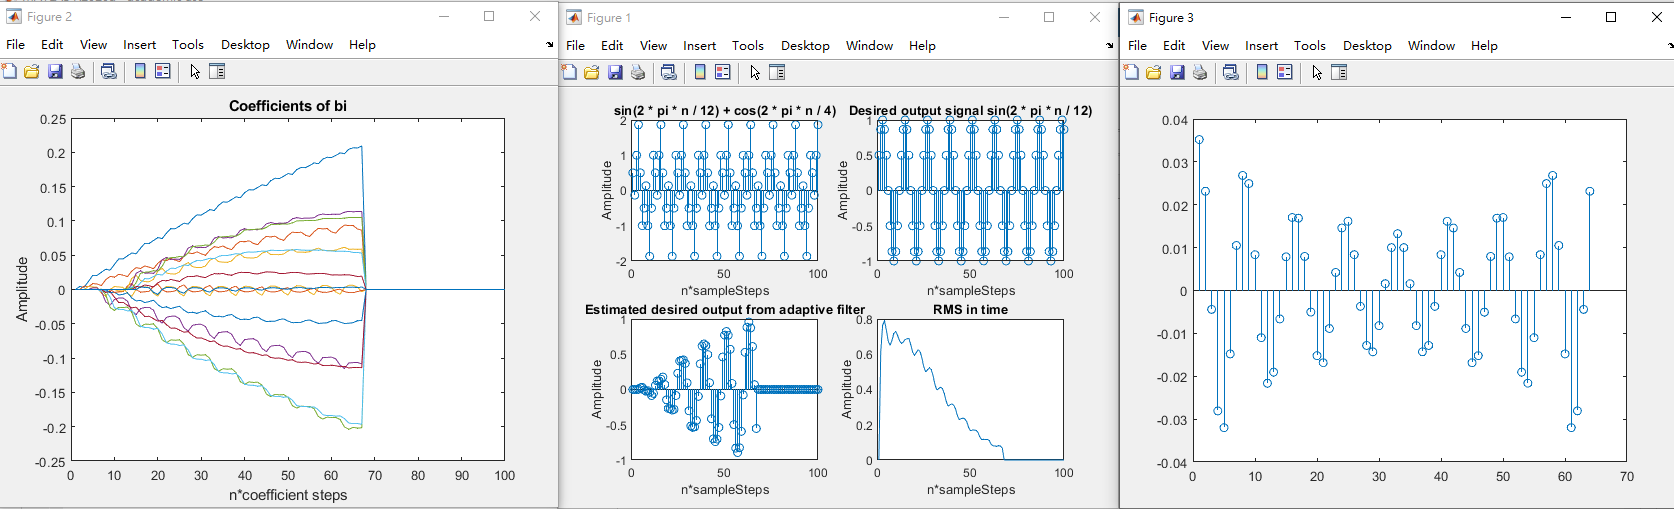 Figure 2
File Edit View Insert Tools Desktop Window Help
Coefficients of bi
0.25
0.2
0.15
0.1
0.05
0
-0.05
-0.1
-0.15
-0.2
-0.25
Amplitude
0 10 20 30 40 50 60 70 80 90 100
n*coefficient steps
Figure 1
File Edit View Insert Tools Desktop Window Help
sin(2 * pi * n / 12) + cos(2 * pi * n / 4)
2
1
0
-1
-2
Amplitude
0 50 100
n*sampleSteps
Desired output signal sin(2 * pi * n / 12)
1
0.5
0
-0.5
-1
Amplitude
0 50 100
n*sampleSteps
Estimated desired output from adaptive filter
1
0.5
0
-0.5
-1
Amplitude
0 50 100
n*sampleSteps
RMS in time
0.8
0.6
0.4
0.2
0
Amplitude
0 50 100
n*sampleSteps
Figure 3
File Edit View Insert Tools Desktop Window Help
0.04
0.03
0.02
0.01
0
-0.01
-0.02
-0.03
-0.04
0 10 20 30 40 50 60 70